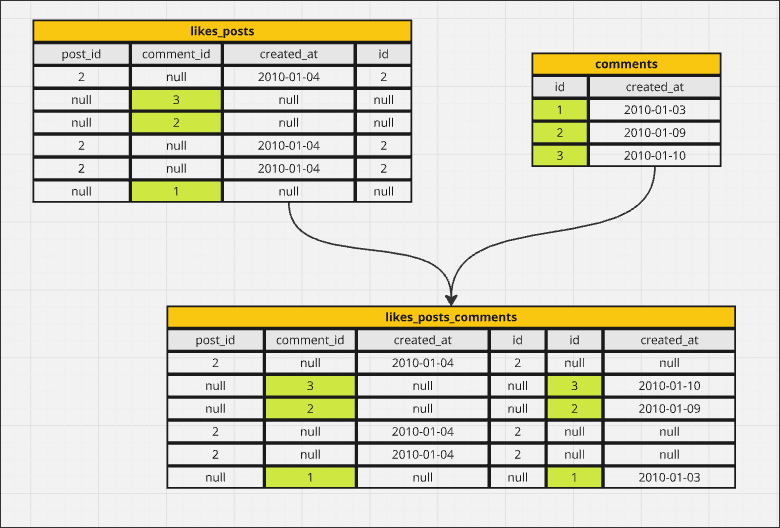 likes_posts
post_id comment_id created_at id
2 null 2010-01-04 2
null 3 null null
null 2 null null
2 null 2010-01-04 2
2 null 2010-01-04 2
null 1 null null
comments
id created_at
1 2010-01-03
2 2010-01-09
3 2010-01-10
likes_posts_comments
post_id comment_id created_at id id created_at
2 null 2010-01-04 2 null null
null 3 null null 3 2010-01-10
null 2 null null 2 2010-01-09
2 null 2010-01-04 2 null null
2 null 2010-01-04 2 null null
null 1 null null 1 2010-01-03